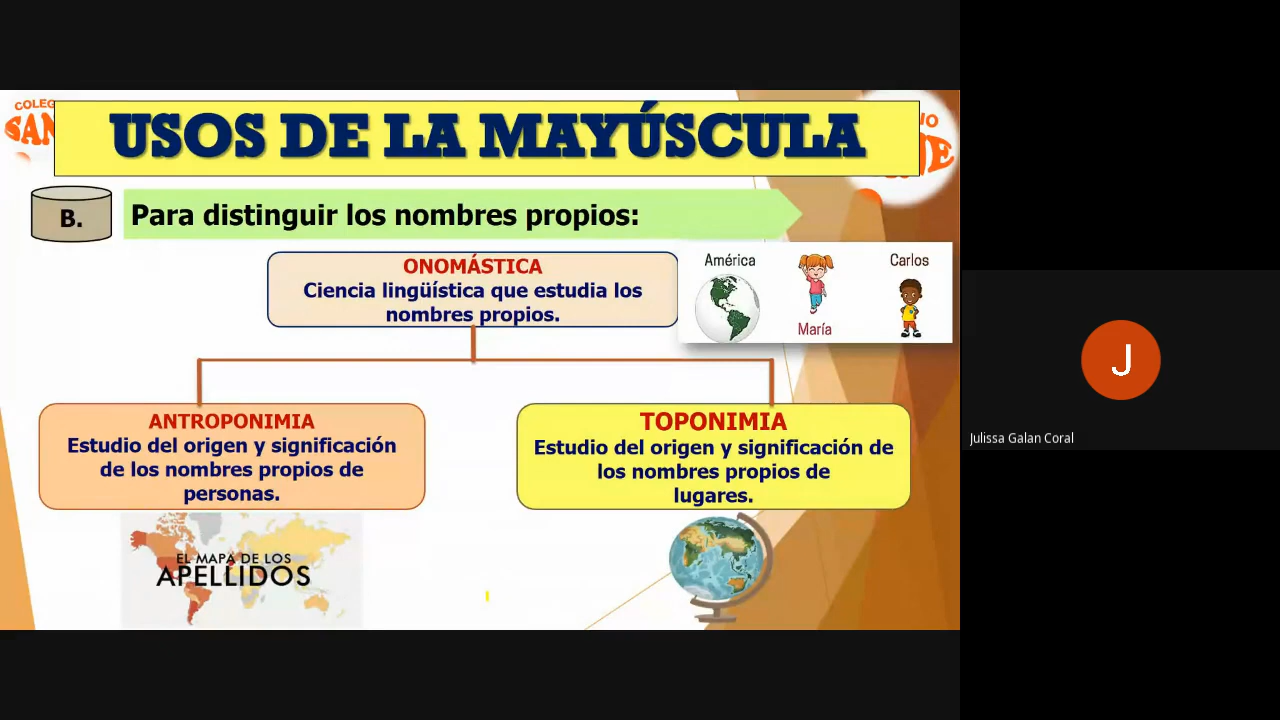 USOS DE LA MAYÚSCULA
B.
Para distinguir los nombres propios:
ONOMÁSTICA
Ciencia lingüística que estudia los
nombres propios.
América
María
Carlos
ANTROPONIMIA
Estudio del origen y significación
de los nombres propios de
personas.
TOPONIMIA
Estudio del origen y significación de
los nombres propios de
lugares.
EL MAPA DE LOS
APELLIDOS
J
Julissa Galan Coral